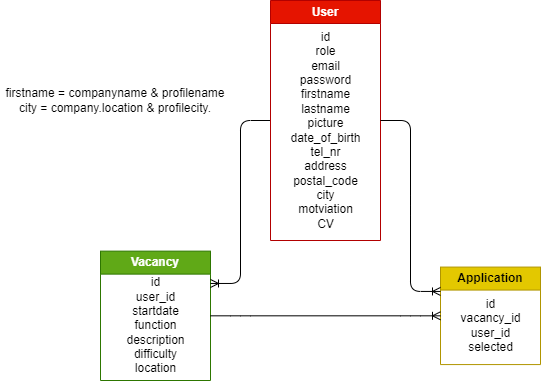 User
id
role
email
password
firstname
lastname
picture
date_of_birth
tel_nr
address
postal_code
city
motviation
CV
firstname = companyname & profilename
city = company.location & profilecity.
Vacancy
id
user_id
startdate
function
description
difficulty
location
Application
id
vacancy_id
user_id
selected